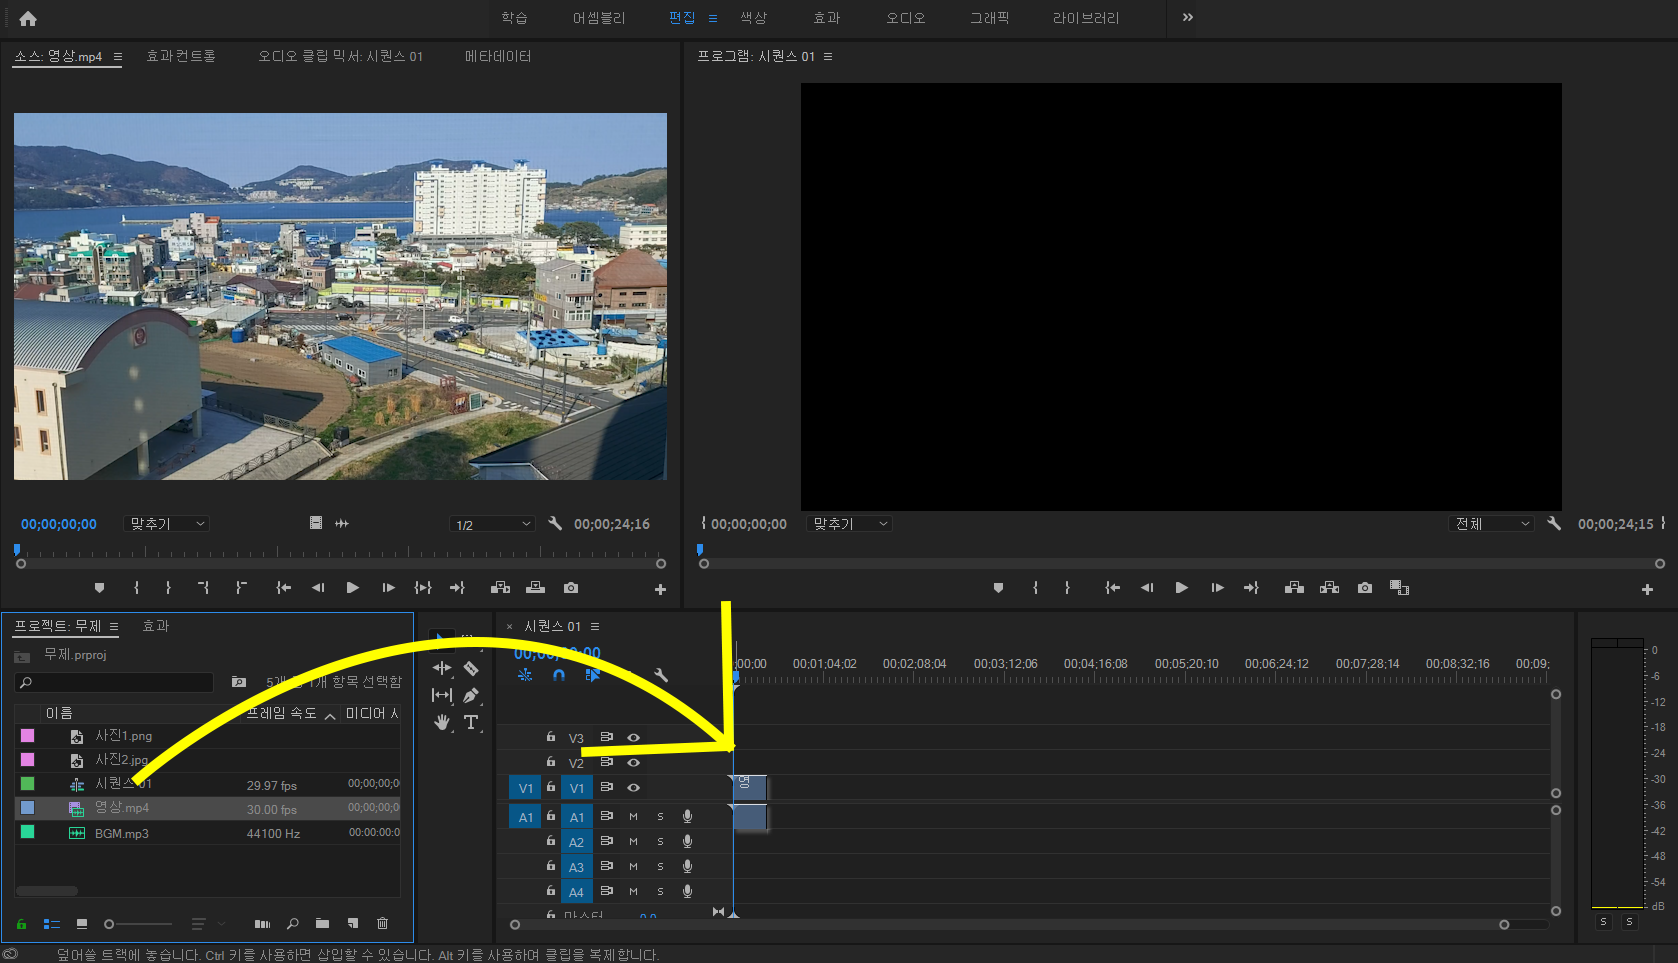 학습 어셈블리 편집 색상 효과 오디오 그래픽 라이브러리
소스: 영상.mp4 효과 컨트롤 오디오 클립 믹서: 시퀀스 01 메타데이터
프로그램: 시퀀스 01
00;00;00;00 맞추기 1/2 00;00;24;16
00;00;00;00 맞추기 전체 00;00;24;15
프로젝트: 무제 효과
무제.prproj
1개 항목 선택함
이름 프레임 속도 미디어 시
사진1.png
사진2.jpg
시퀀스 01 29.97 fps 00;00;00;0
영상.mp4 30.00 fps 00;00;00;0
BGM.mp3 44100 Hz 00:00:00:0
× 시퀀스 01
00;00;00;00
;00;00 00;01;04;02 00;02;08;04 00;03;12;06 00;04;16;08 00;05;20;10 00;06;24;12 00;07;28;14 00;08;32;16 00;09;
V3
V2
V1 V1 영
A1 A1 M S
A2 M S
A3 M S
A4 M S
마스터 0.0
0
-6
-12
-18
-24
-30
-36
-42
-48
-54
dB
S S
덮어쓸 트랙에 놓습니다. Ctrl 키를 사용하면 삽입할 수 있습니다. Alt 키를 사용하여 클립을 복제합니다.